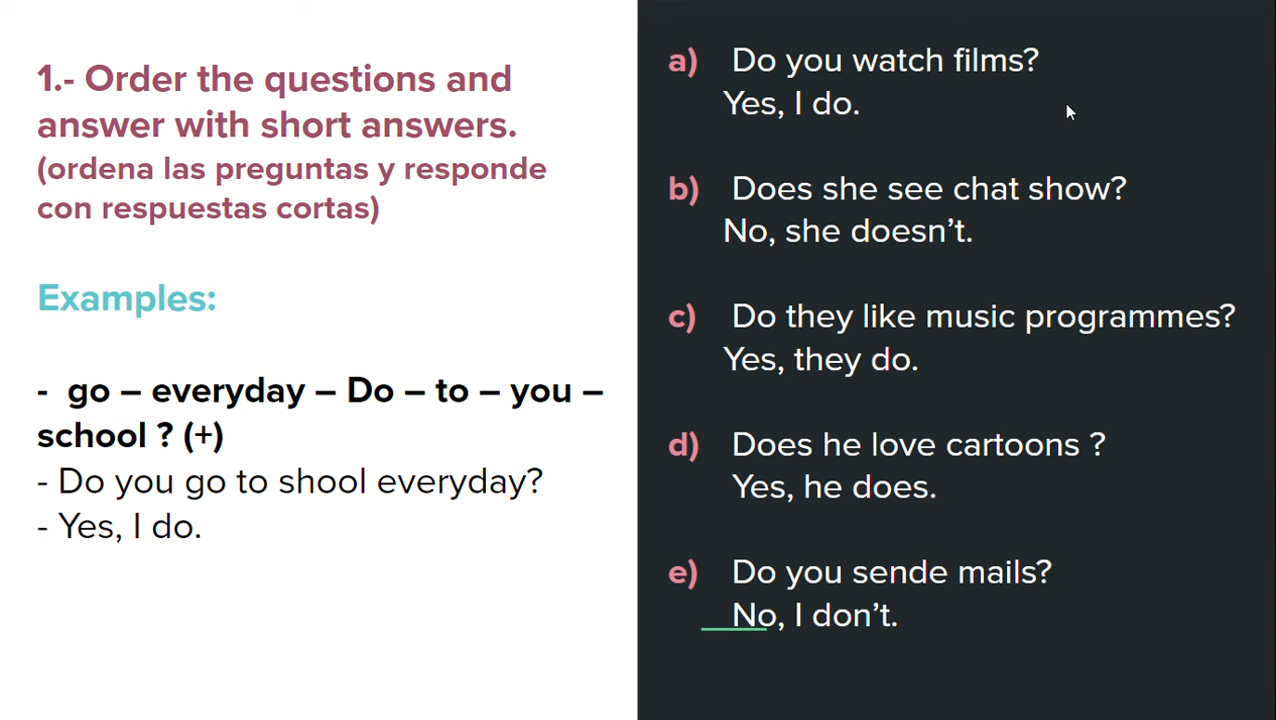 1.- Order the questions and
answer with short answers.
(ordena las preguntas y responde
con respuestas cortas)
Examples:
- go – everyday – Do – to – you –
school ? (+)
- Do you go to shool everyday?
- Yes, I do.
a) Do you watch films?
Yes, I do.
b) Does she see chat show?
No, she doesn’t.
c) Do they like music programmes?
Yes, they do.
d) Does he love cartoons ?
Yes, he does.
e) Do you sende mails?
No, I don’t.